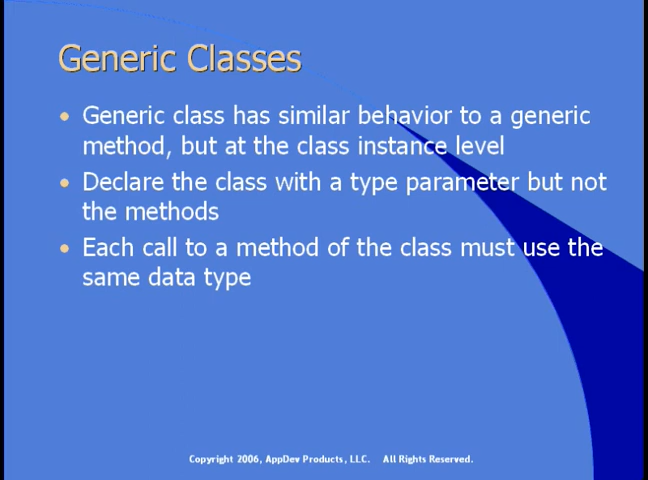 Generic Classes
• Generic class has similar behavior to a generic
method, but at the class instance level
• Declare the class with a type parameter but not
the methods
• Each call to a method of the class must use the
same data type
Copyright 2006, AppDev Products, LLC. All Rights Reserved.